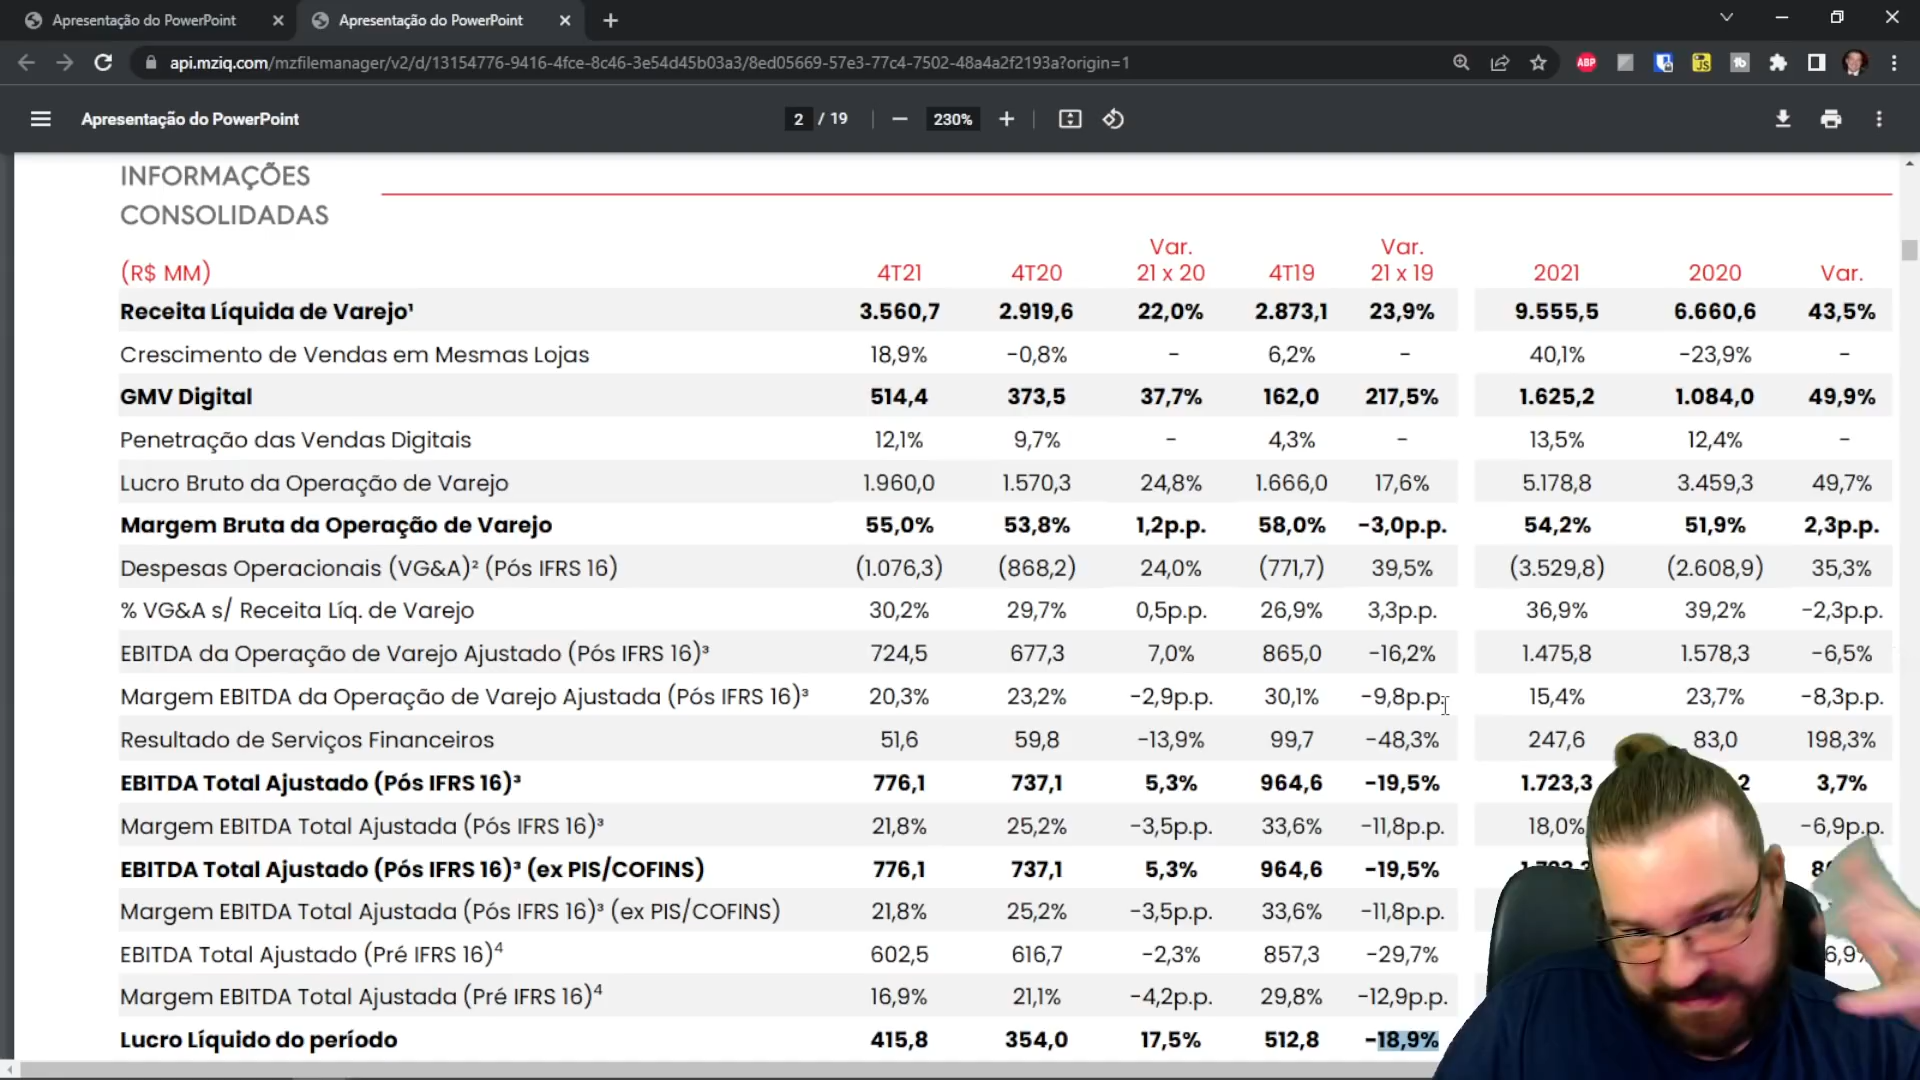 Apresentação do PowerPoint
Apresentação do PowerPoint
api.mziq.com/mzfilemanager/v2/d/13154776-9416-4fce-8c46-3e54d45b03a3/8ed05669-57e3-77c4-7502-48a4a2f2193a?origin=1
ABP
Apresentação do PowerPoint 2 / 19 230%
INFORMAÇÕES
CONSOLIDADAS
(R$ MM) 4T21 4T20 Var. 21 x 20 4T19 Var. 21 x 19 2021 2020 Var.
Receita Líquida de Varejo¹ 3.560,7 2.919,6 22,0% 2.873,1 23,9% 9.555,5 6.660,6 43,5%
Crescimento de Vendas em Mesmas Lojas 18,9% -0,8% - 6,2% - 40,1% -23,9% -
GMV Digital 514,4 373,5 37,7% 162,0 217,5% 1.625,2 1.084,0 49,9%
Penetração das Vendas Digitais 12,1% 9,7% - 4,3% - 13,5% 12,4% -
Lucro Bruto da Operação de Varejo 1.960,0 1.570,3 24,8% 1.666,0 17,6% 5.178,8 3.459,3 49,7%
Margem Bruta da Operação de Varejo 55,0% 53,8% 1,2p.p. 58,0% -3,0p.p. 54,2% 51,9% 2,3p.p.
Despesas Operacionais (VG&A)² (Pós IFRS 16) (1.076,3) (868,2) 24,0% (771,7) 39,5% (3.529,8) (2.608,9) 35,3%
% VG&A s/ Receita Líq. de Varejo 30,2% 29,7% 0,5p.p. 26,9% 3,3p.p. 36,9% 39,2% -2,3p.p.
EBITDA da Operação de Varejo Ajustado (Pós IFRS 16)³ 724,5 677,3 7,0% 865,0 -16,2% 1.475,8 1.578,3 -6,5%
Margem EBITDA da Operação de Varejo Ajustada (Pós IFRS 16)³ 20,3% 23,2% -2,9p.p. 30,1% -9,8p.p. 15,4% 23,7% -8,3p.p.
Resultado de Serviços Financeiros 51,6 59,8 -13,9% 99,7 -48,3% 247,6 83,0 198,3%
EBITDA Total Ajustado (Pós IFRS 16)³ 776,1 737,1 5,3% 964,6 -19,5% 1.723,3 3,7%
Margem EBITDA Total Ajustada (Pós IFRS 16)³ 21,8% 25,2% -3,5p.p. 33,6% -11,8p.p. 18,0% -6,9p.p.
EBITDA Total Ajustado (Pós IFRS 16)³ (ex PIS/COFINS) 776,1 737,1 5,3% 964,6 -19,5%
Margem EBITDA Total Ajustada (Pós IFRS 16)³ (ex PIS/COFINS) 21,8% 25,2% -3,5p.p. 33,6% -11,8p.p.
EBITDA Total Ajustado (Pré IFRS 16)⁴ 602,5 616,7 -2,3% 857,3 -29,7%
Margem EBITDA Total Ajustada (Pré IFRS 16)⁴ 16,9% 21,1% -4,2p.p. 29,8% -12,9p.p.
Lucro Líquido do período 415,8 354,0 17,5% 512,8 -18,9%